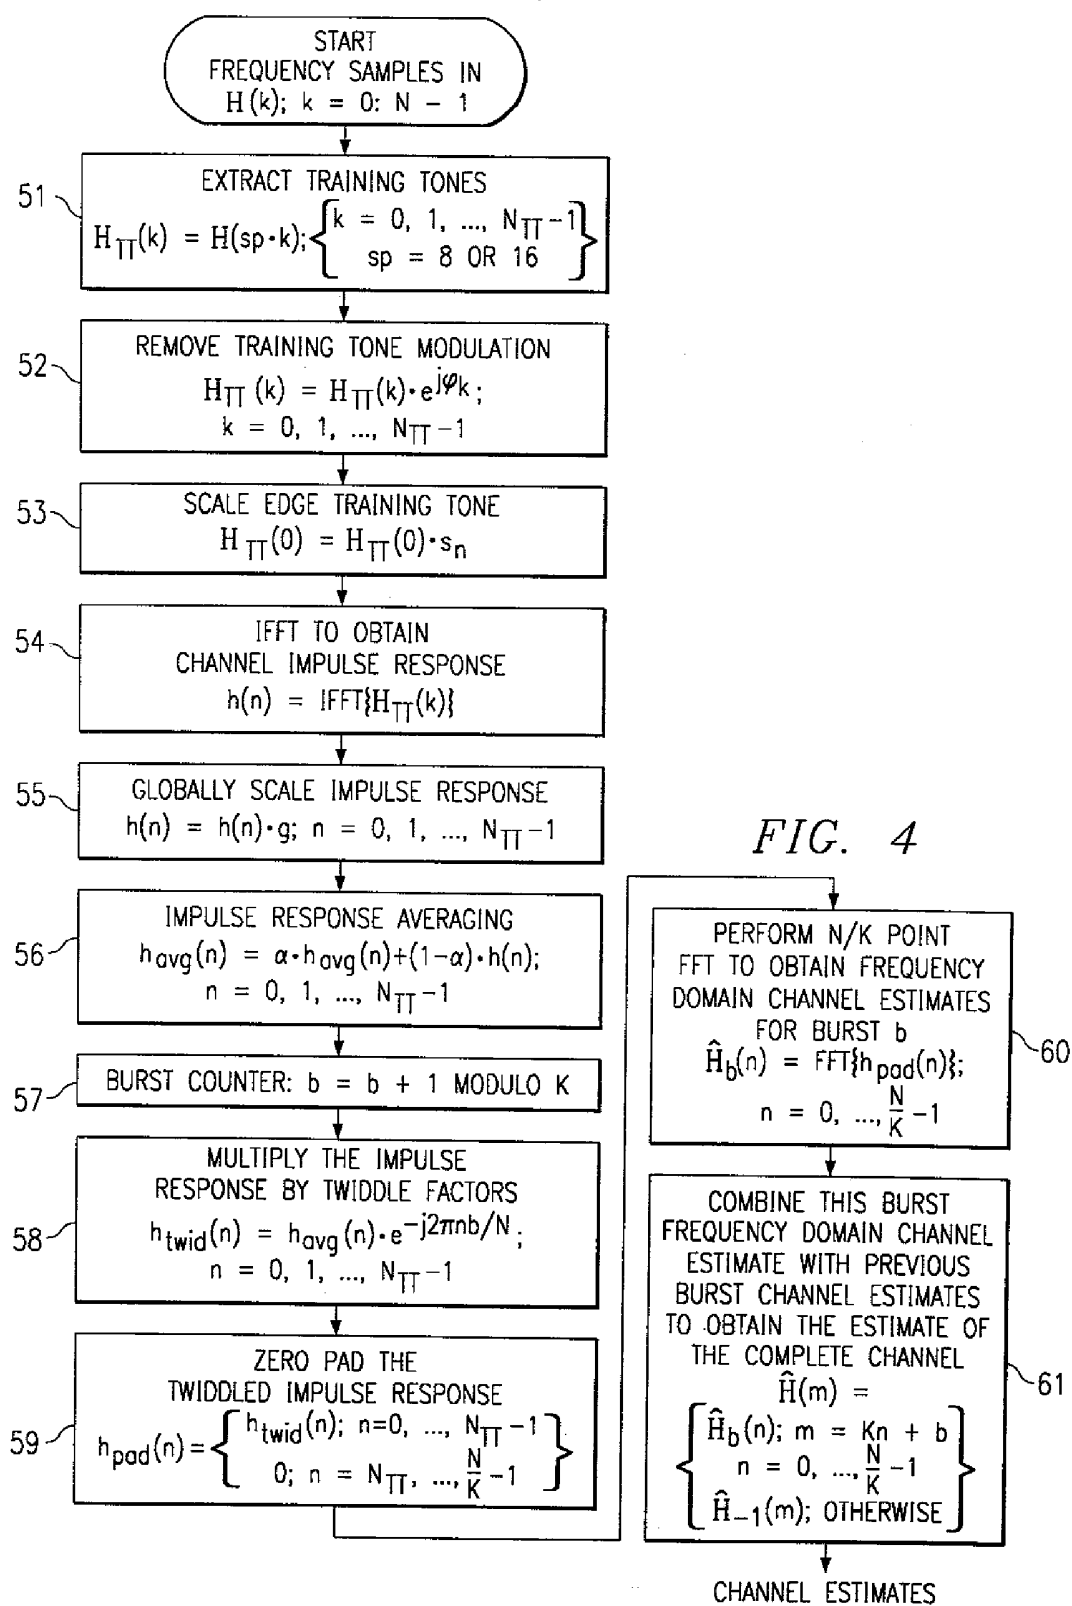 START
FREQUENCY SAMPLES IN
H(k); k = 0: N - 1
51
EXTRACT TRAINING TONES
H_TT(k) = H(sp·k); { k = 0, 1, ..., N_TT-1
sp = 8 OR 16 }
52
REMOVE TRAINING TONE MODULATION
H_TT(k) = H_TT(k)·e^jφk;
k = 0, 1, ..., N_TT-1
53
SCALE EDGE TRAINING TONE
H_TT(0) = H_TT(0)·s_n
54
IFFT TO OBTAIN
CHANNEL IMPULSE RESPONSE
h(n) = IFFT{H_TT(k)}
55
GLOBALLY SCALE IMPULSE RESPONSE
h(n) = h(n)·g; n = 0, 1, ..., N_TT-1
56
IMPULSE RESPONSE AVERAGING
h_avg(n) = α·h_avg(n)+(1-α)·h(n);
n = 0, 1, ..., N_TT-1
57
BURST COUNTER: b = b + 1 MODULO K
58
MULTIPLY THE IMPULSE
RESPONSE BY TWIDDLE FACTORS
h_twid(n) = h_avg(n)·e^-j2πnb/N;
n = 0, 1, ..., N_TT-1
59
ZERO PAD THE
TWIDDLED IMPULSE RESPONSE
h_pad(n) = { h_twid(n); n=0, ..., N_TT-1
0; n = N_TT, ..., N/K -1 }
FIG. 4
PERFORM N/K POINT
FFT TO OBTAIN FREQUENCY
DOMAIN CHANNEL ESTIMATES
FOR BURST b
Ĥ_b(n) = FFT{h_pad(n)};
n = 0, ..., N/K -1
60
COMBINE THIS BURST
FREQUENCY DOMAIN CHANNEL
ESTIMATE WITH PREVIOUS
BURST CHANNEL ESTIMATES
TO OBTAIN THE ESTIMATE OF
THE COMPLETE CHANNEL
Ĥ(m) =
{ Ĥ_b(n); m = Kn + b
n = 0, ..., N/K -1
Ĥ_-1(m); OTHERWISE }
61
CHANNEL ESTIMATES